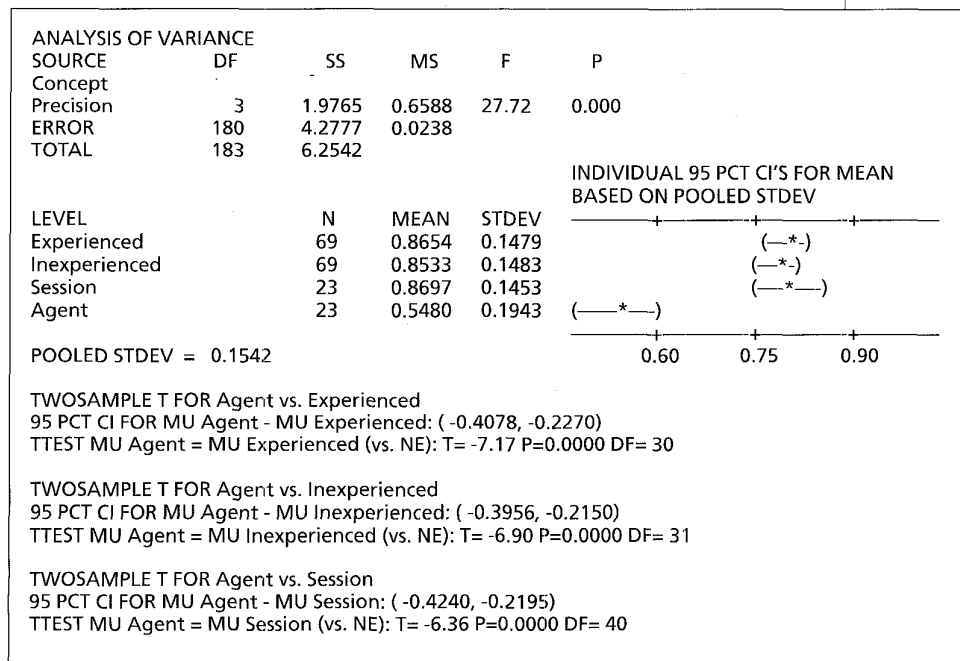 ANALYSIS OF VARIANCE
SOURCE DF SS MS F P
Concept
Precision 3 1.9765 0.6588 27.72 0.000
ERROR 180 4.2777 0.0238
TOTAL 183 6.2542
INDIVIDUAL 95 PCT CI'S FOR MEAN
BASED ON POOLED STDEV
LEVEL N MEAN STDEV ————+————+————+————
Experienced 69 0.8654 0.1479 (—*-)
Inexperienced 69 0.8533 0.1483 (—*-)
Session 23 0.8697 0.1453 (—-*—-)
Agent 23 0.5480 0.1943 (——*—-)
————+————+————+————
POOLED STDEV = 0.1542 0.60 0.75 0.90
TWOSAMPLE T FOR Agent vs. Experienced
95 PCT CI FOR MU Agent - MU Experienced: ( -0.4078, -0.2270)
TTEST MU Agent = MU Experienced (vs. NE): T= -7.17 P=0.0000 DF= 30
TWOSAMPLE T FOR Agent vs. Inexperienced
95 PCT CI FOR MU Agent - MU Inexperienced: ( -0.3956, -0.2150)
TTEST MU Agent = MU Inexperienced (vs. NE): T= -6.90 P=0.0000 DF= 31
TWOSAMPLE T FOR Agent vs. Session
95 PCT CI FOR MU Agent - MU Session: ( -0.4240, -0.2195)
TTEST MU Agent = MU Session (vs. NE): T= -6.36 P=0.0000 DF= 40